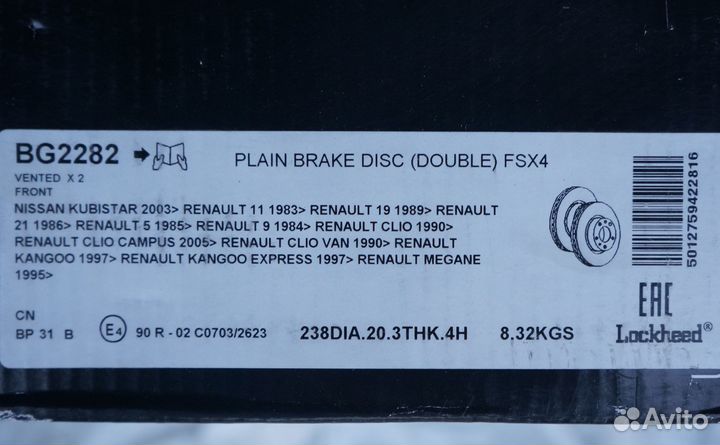 BG2282
PLAIN BRAKE DISC (DOUBLE) FSX4
VENTED X 2
FRONT
NISSAN KUBISTAR 2003> RENAULT 11 1983> RENAULT 19 1989> RENAULT
21 1986> RENAULT 5 1985> RENAULT 9 1984> RENAULT CLIO 1990>
RENAULT CLIO CAMPUS 2005> RENAULT CLIO VAN 1990> RENAULT
KANGOO 1997> RENAULT KANGOO EXPRESS 1997> RENAULT MEGANE
1995>
5012759422816
CN
BP 31 B
E4
90 R - 02 C0703/2623
238DIA.20.3THK.4H
8.32KGS
EAC
Lockheed®
Avito